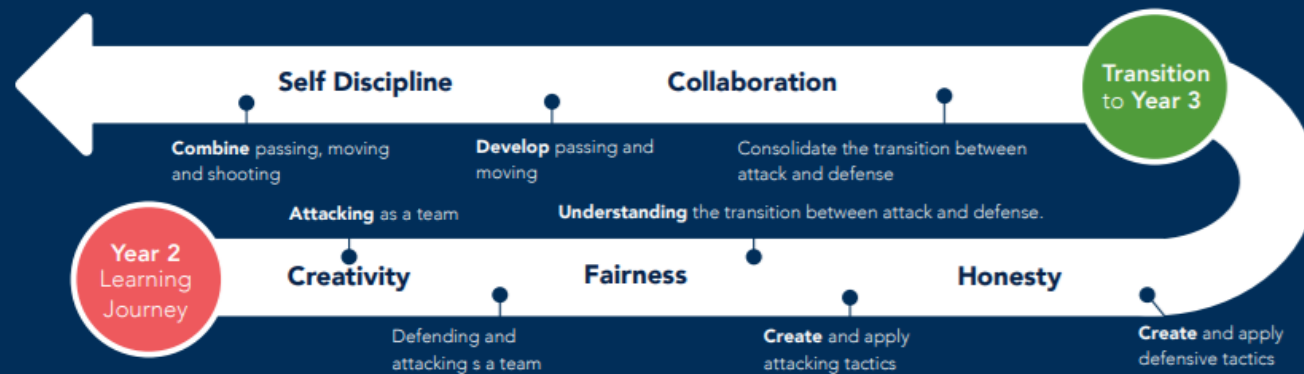 Self Discipline
Collaboration
Transition
to Year 3
Combine passing, moving
and shooting
Develop passing and
moving
Consolidate the transition between
attack and defense
Attacking as a team
Understanding the transition between attack and defense.
Year 2
Learning
Journey
Creativity
Fairness
Honesty
Defending and
attacking s a team
Create and apply
attacking tactics
Create and apply
defensive tactics